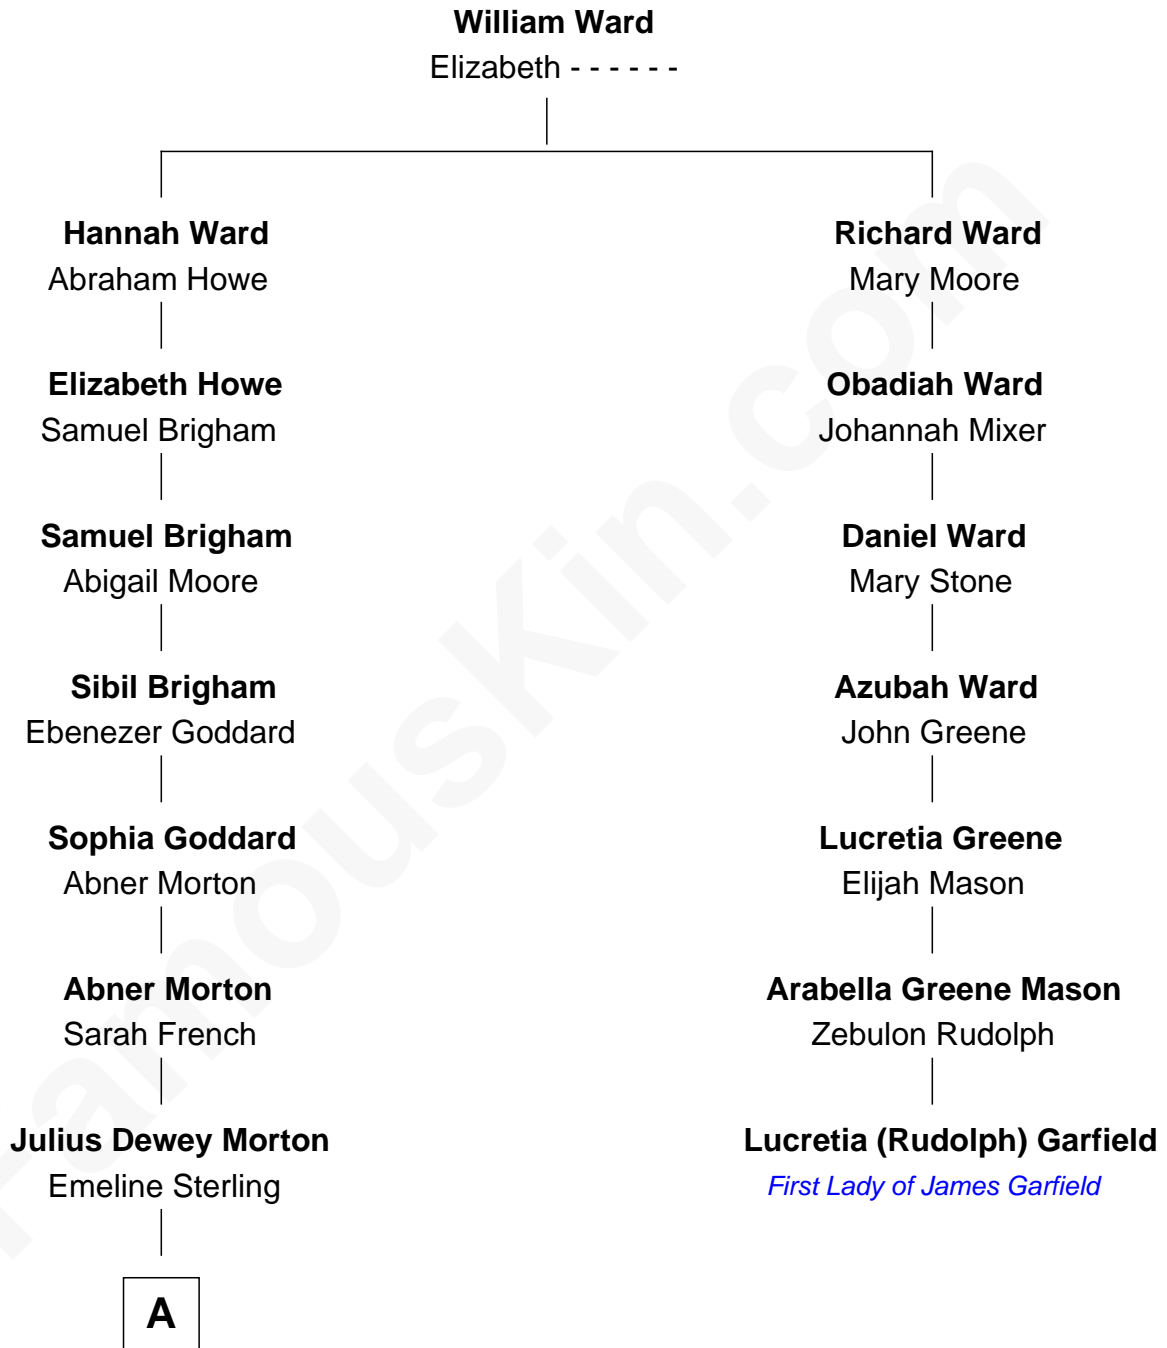 William Ward
Elizabeth - - - - - -
Hannah Ward
Abraham Howe
Richard Ward
Mary Moore
Elizabeth Howe
Samuel Brigham
Obadiah Ward
Johannah Mixer
Samuel Brigham
Abigail Moore
Daniel Ward
Mary Stone
Sibil Brigham
Ebenezer Goddard
Azubah Ward
John Greene
Sophia Goddard
Abner Morton
Lucretia Greene
Elijah Mason
Abner Morton
Sarah French
Arabella Greene Mason
Zebulon Rudolph
Julius Dewey Morton
Emeline Sterling
Lucretia (Rudolph) Garfield
First Lady of James Garfield
A
FamousKin.com